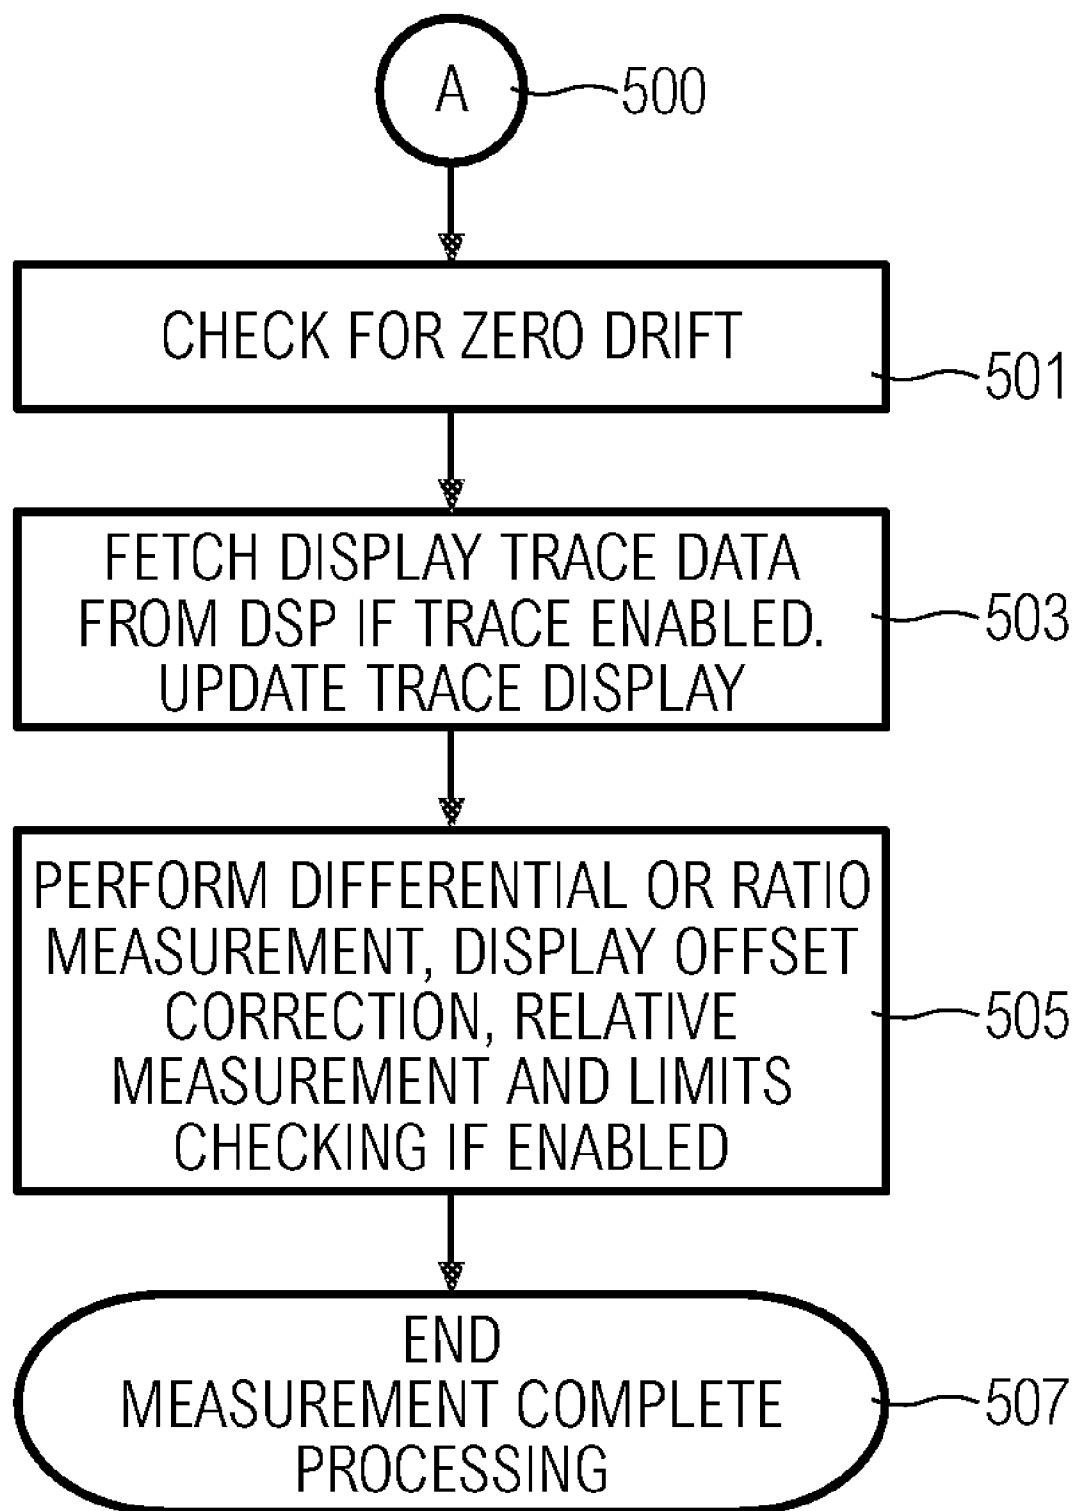 A
500
CHECK FOR ZERO DRIFT
501
FETCH DISPLAY TRACE DATA
FROM DSP IF TRACE ENABLED.
UPDATE TRACE DISPLAY
503
PERFORM DIFFERENTIAL OR RATIO
MEASUREMENT, DISPLAY OFFSET
CORRECTION, RELATIVE
MEASUREMENT AND LIMITS
CHECKING IF ENABLED
505
END
MEASUREMENT COMPLETE
PROCESSING
507